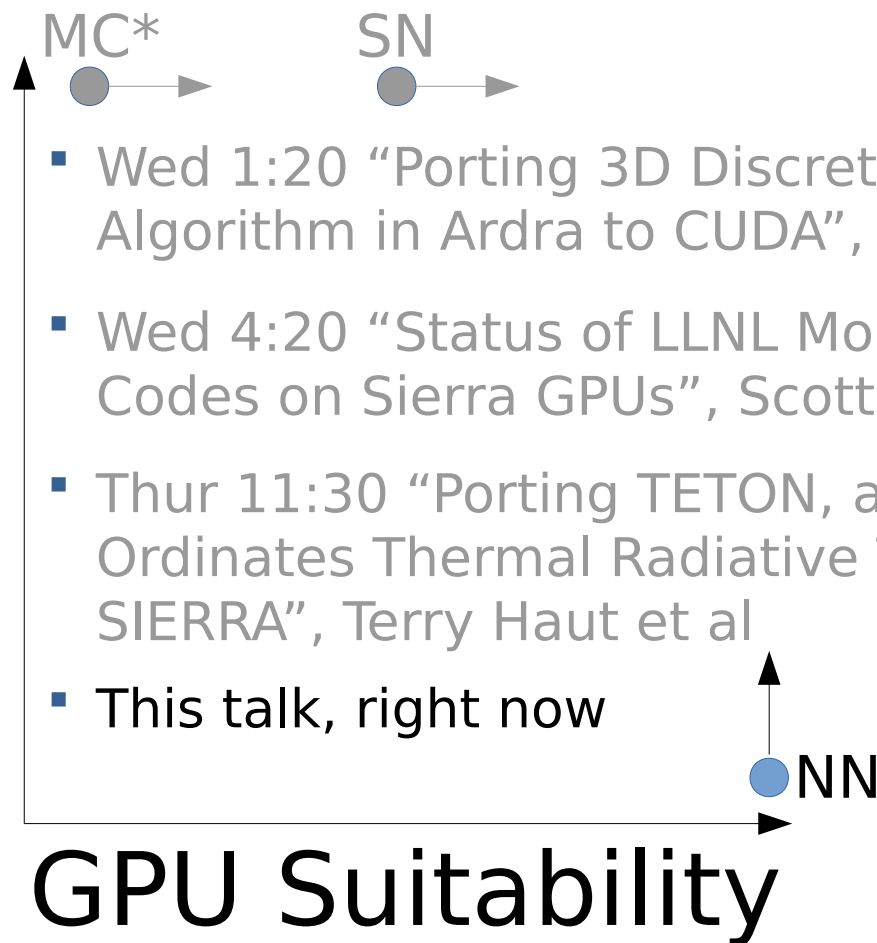 MC* SN
Wed 1:20 “Porting 3D Discret
Algorithm in Ardra to CUDA”,
Wed 4:20 “Status of LLNL Mo
Codes on Sierra GPUs”, Scott
Thur 11:30 “Porting TETON, a
Ordinates Thermal Radiative
SIERRA”, Terry Haut et al
This talk, right now
NN
GPU Suitability